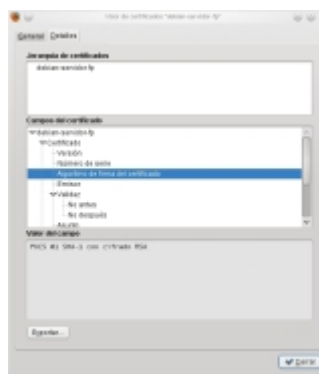 Visor de certificados: "debian-servidor.fp"
General Detalles
Jerarquía de certificados
debian-servidor.fp
Campos del certificado
debian-servidor.fp
Certificado
Versión
Número de serie
Algoritmo de firma del certificado
Emisor
Validez
No antes
No después
Asunto
Valor del campo
PKCS #1 SHA-1 con cifrado RSA
Exportar...
Cerrar